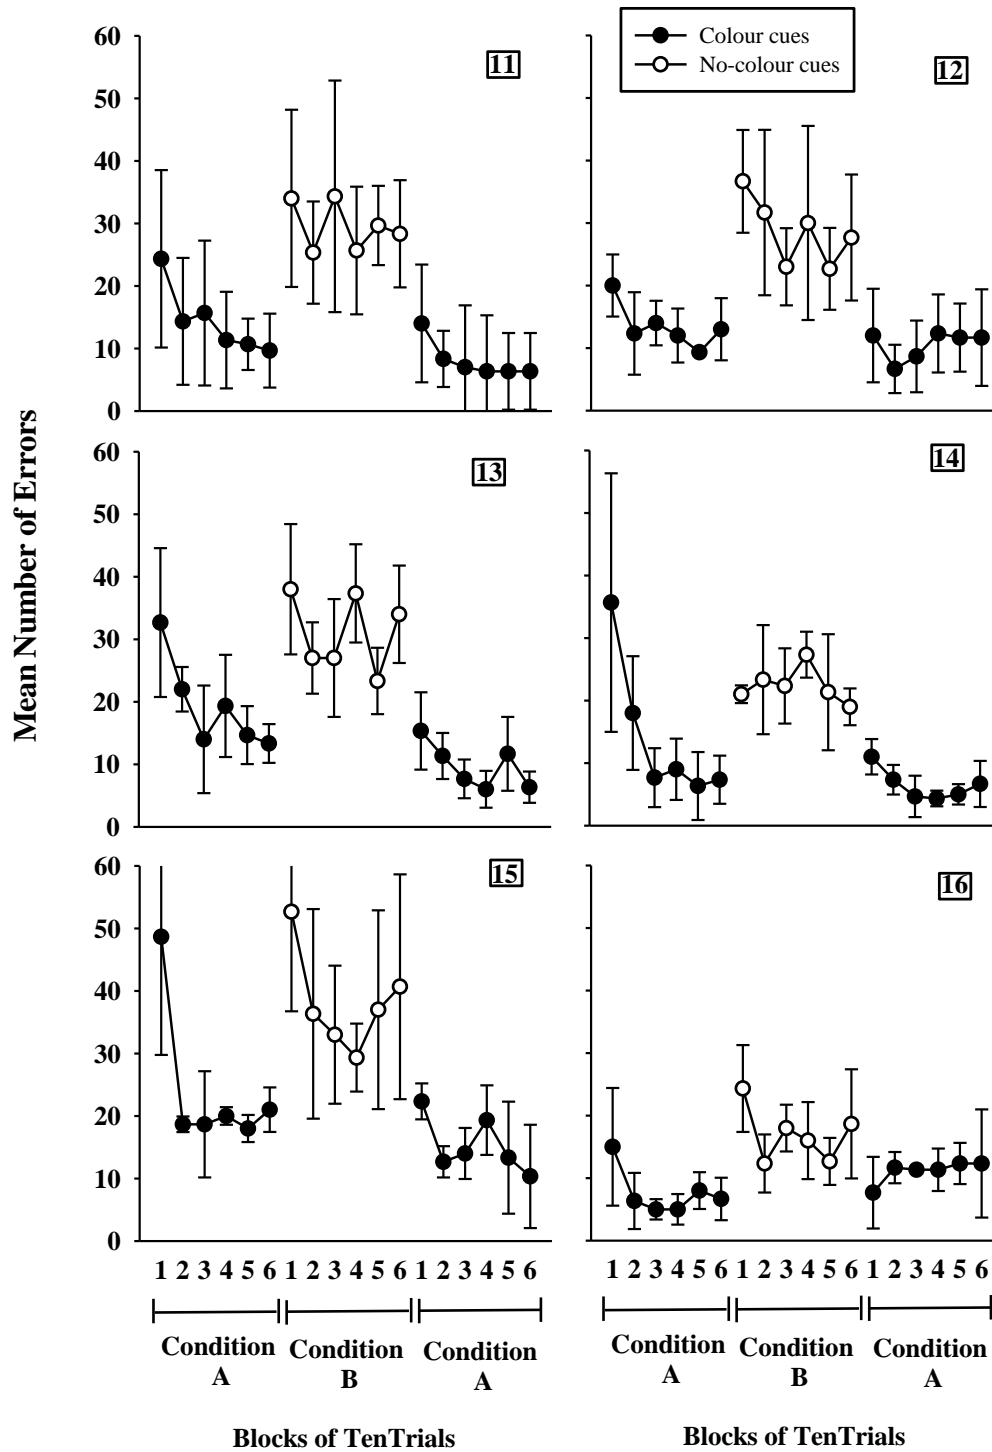 Colour cues
No-colour cues
Mean Number of Errors
60
50
40
30
20
10
0
11
12
60
50
40
30
20
10
0
13
14
60
50
40
30
20
10
0
15
16
1 2 3 4 5 6 1 2 3 4 5 6 1 2 3 4 5 6
1 2 3 4 5 6 1 2 3 4 5 6 1 2 3 4 5 6
Condition A
Condition B
Condition A
Condition A
Condition B
Condition A
Blocks of TenTrials
Blocks of TenTrials